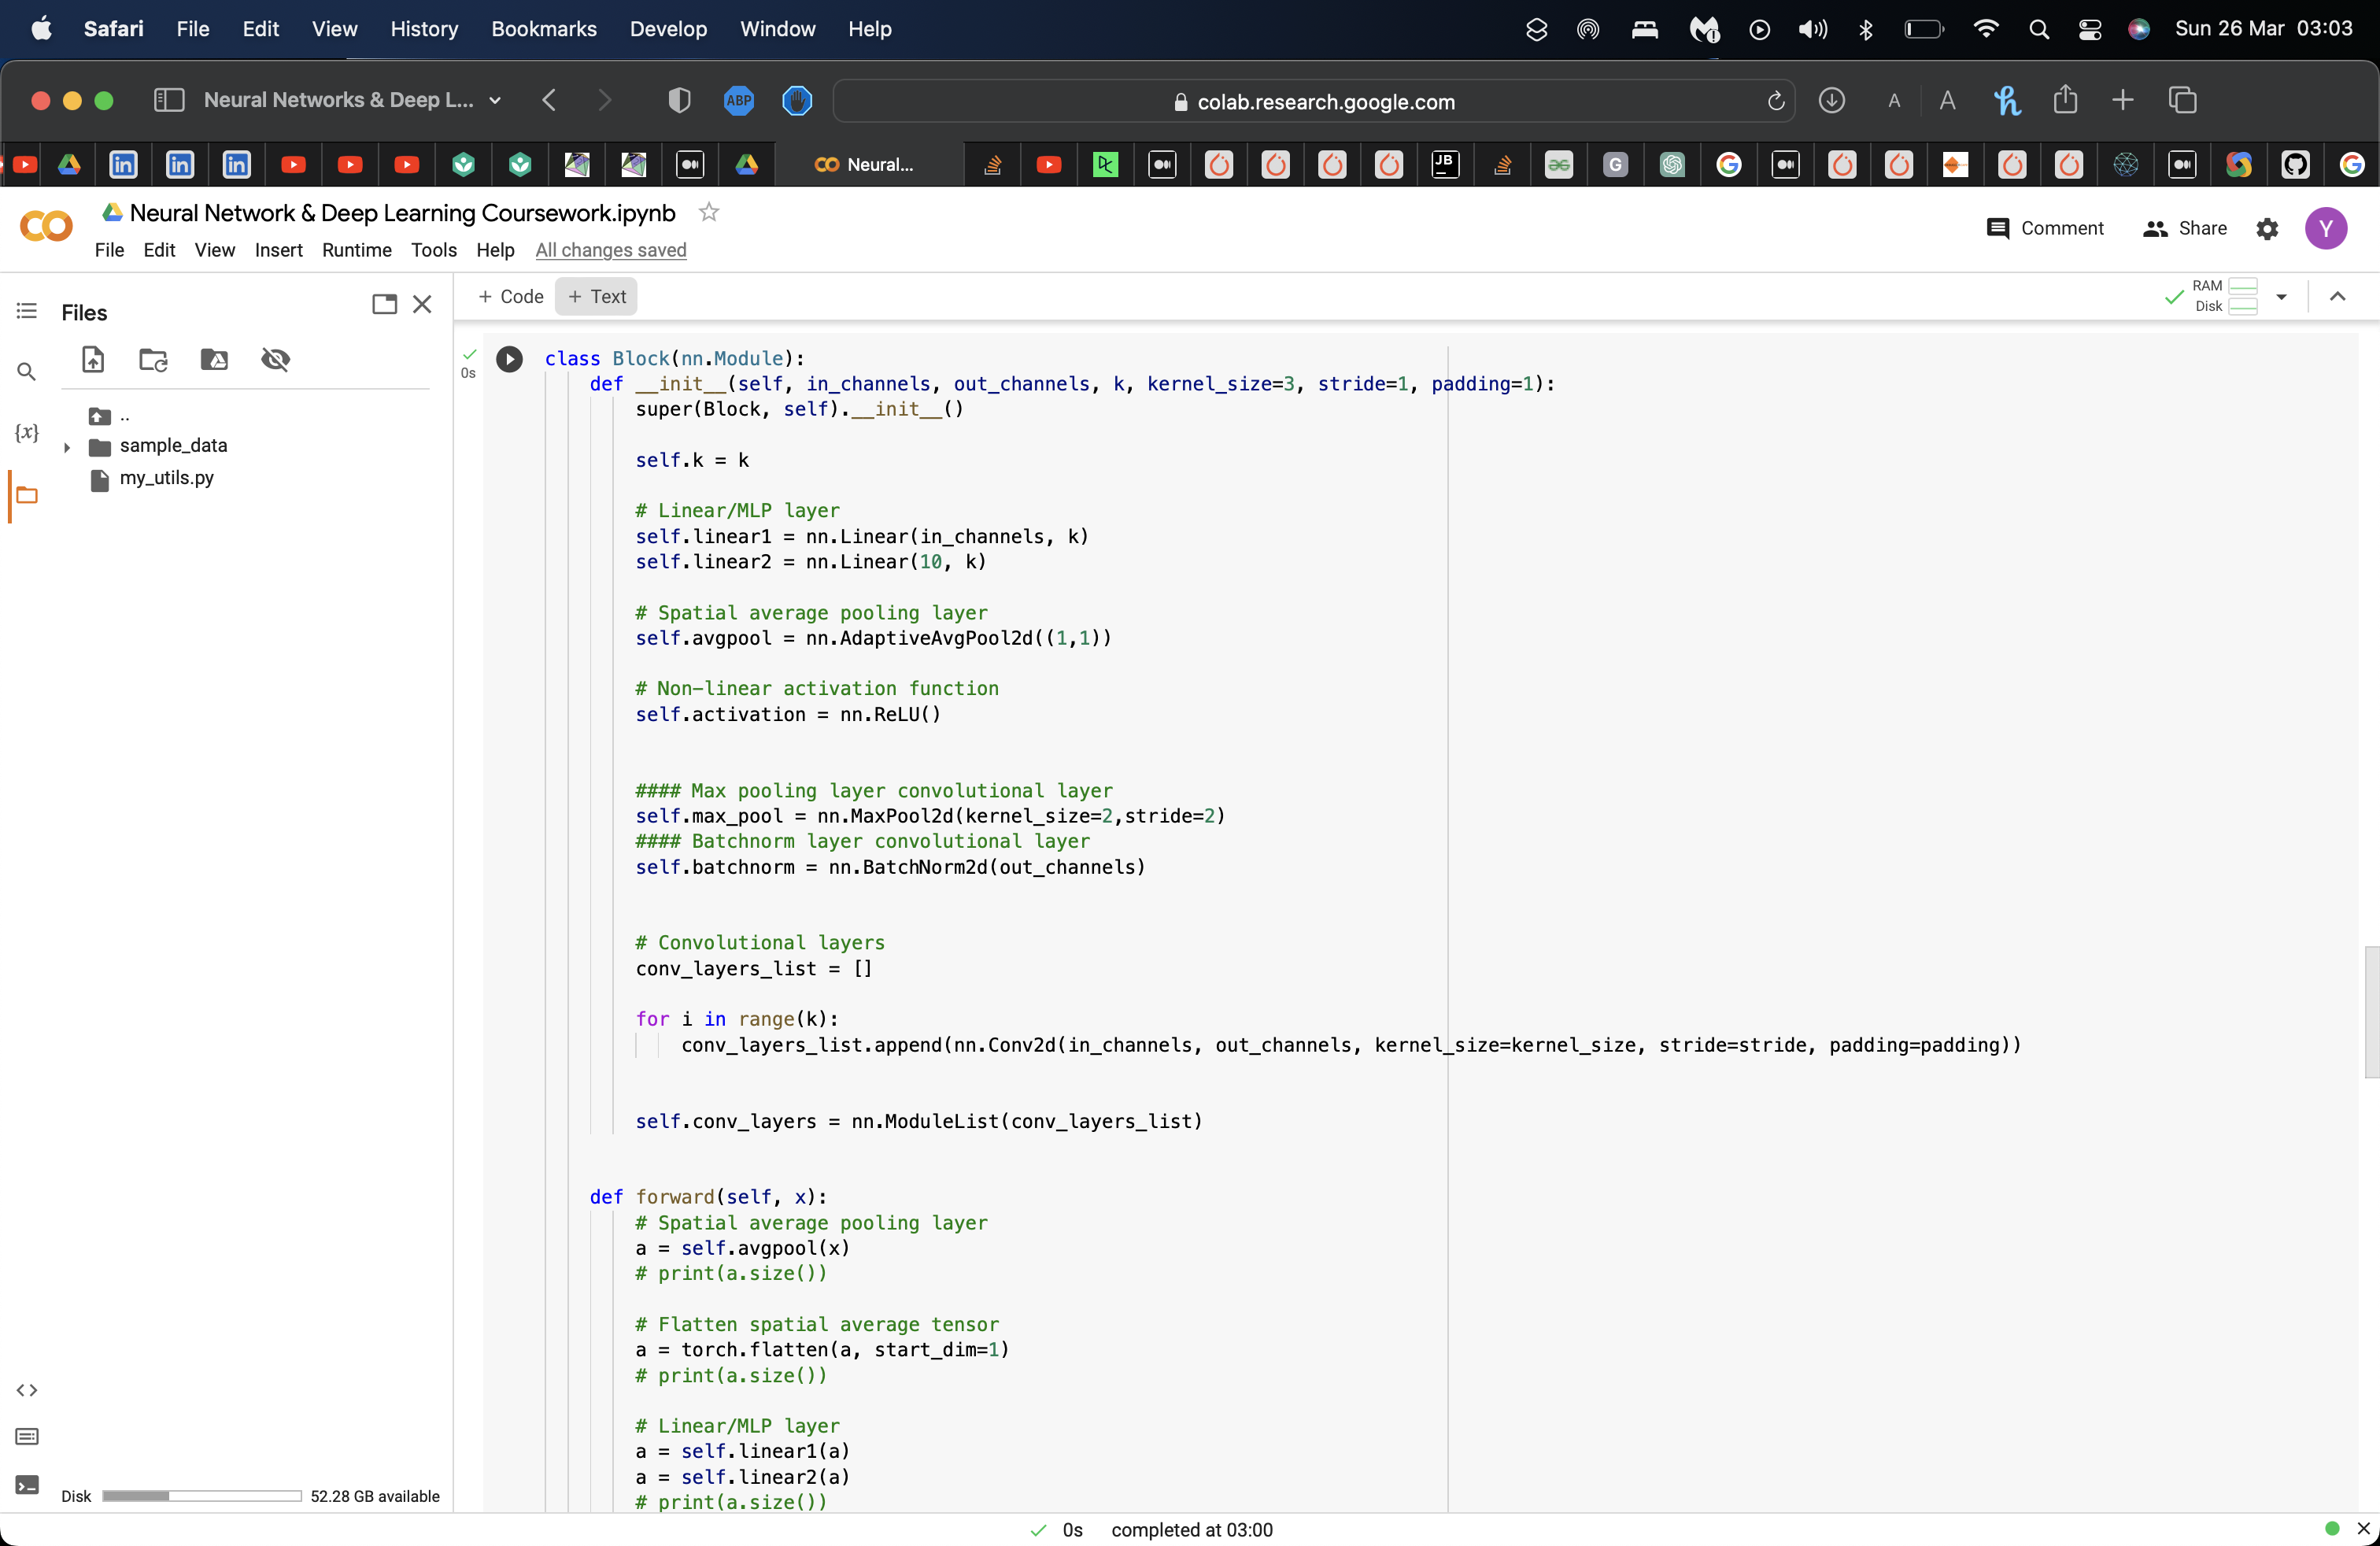 Safari File Edit View History Bookmarks Develop Window Help Sun 26 Mar 03:03
Neural Networks & Deep L... ABP colab.research.google.com A A
in in in Neural... JB G G G
Neural Network & Deep Learning Coursework.ipynb
Comment Share Y
File Edit View Insert Runtime Tools Help All changes saved
Files
+ Code + Text
RAM
Disk
..
{x}
sample_data
my_utils.py
0s
class Block(nn.Module):
def __init__(self, in_channels, out_channels, k, kernel_size=3, stride=1, padding=1):
super(Block, self).__init__()
self.k = k
# Linear/MLP layer
self.linear1 = nn.Linear(in_channels, k)
self.linear2 = nn.Linear(10, k)
# Spatial average pooling layer
self.avgpool = nn.AdaptiveAvgPool2d((1,1))
# Non-linear activation function
self.activation = nn.ReLU()
#### Max pooling layer convolutional layer
self.max_pool = nn.MaxPool2d(kernel_size=2,stride=2)
#### Batchnorm layer convolutional layer
self.batchnorm = nn.BatchNorm2d(out_channels)
# Convolutional layers
conv_layers_list = []
for i in range(k):
conv_layers_list.append(nn.Conv2d(in_channels, out_channels, kernel_size=kernel_size, stride=stride, padding=padding))
self.conv_layers = nn.ModuleList(conv_layers_list)
def forward(self, x):
# Spatial average pooling layer
a = self.avgpool(x)
# print(a.size())
# Flatten spatial average tensor
a = torch.flatten(a, start_dim=1)
# print(a.size())
# Linear/MLP layer
a = self.linear1(a)
a = self.linear2(a)
# print(a.size())
Disk 52.28 GB available
0s completed at 03:00